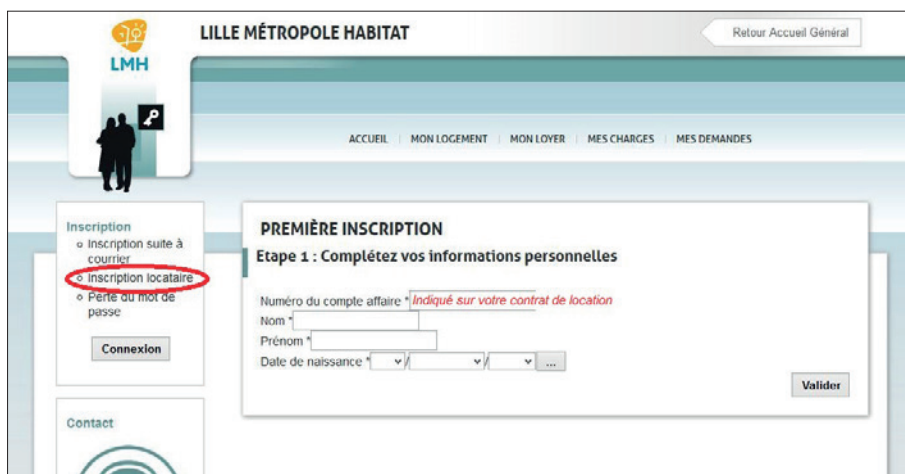 LILLE MÉTROPOLE HABITAT
Retour Accueil Général
LMH
ACCUEIL MON LOGEMENT MON LOYER MES CHARGES MES DEMANDES
Inscription
Inscription suite à
courrier
Inscription locataire
Perte du mot de
passe
Connexion
Contact
PREMIÈRE INSCRIPTION
Etape 1 : Complétez vos informations personnelles
Numéro du compte affaire * Indiqué sur votre contrat de location
Nom *
Prénom *
Date de naissance * / / ...
Valider